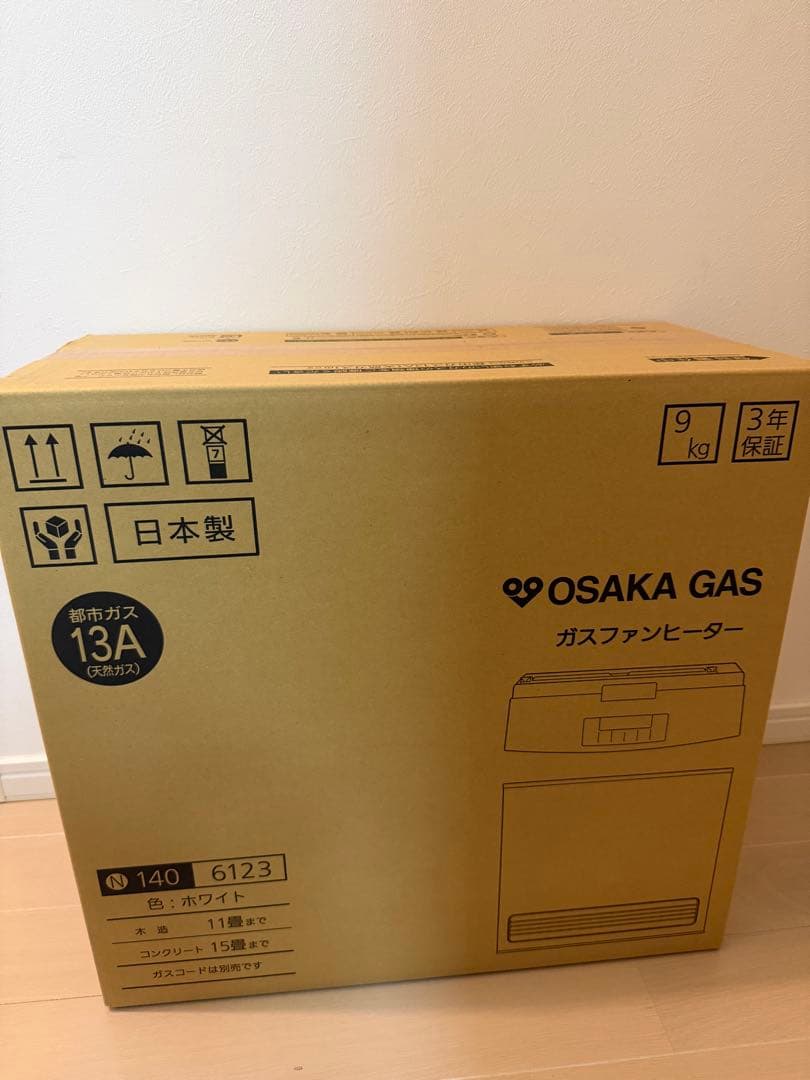 7
9
kg
3年
保証
日本製
都市ガス
13A
(天然ガス)
OSAKA GAS
ガスファンヒーター
N 140 6123
色：ホワイト
木造 11畳まで
コンクリート 15畳まで
ガスコードは別売です